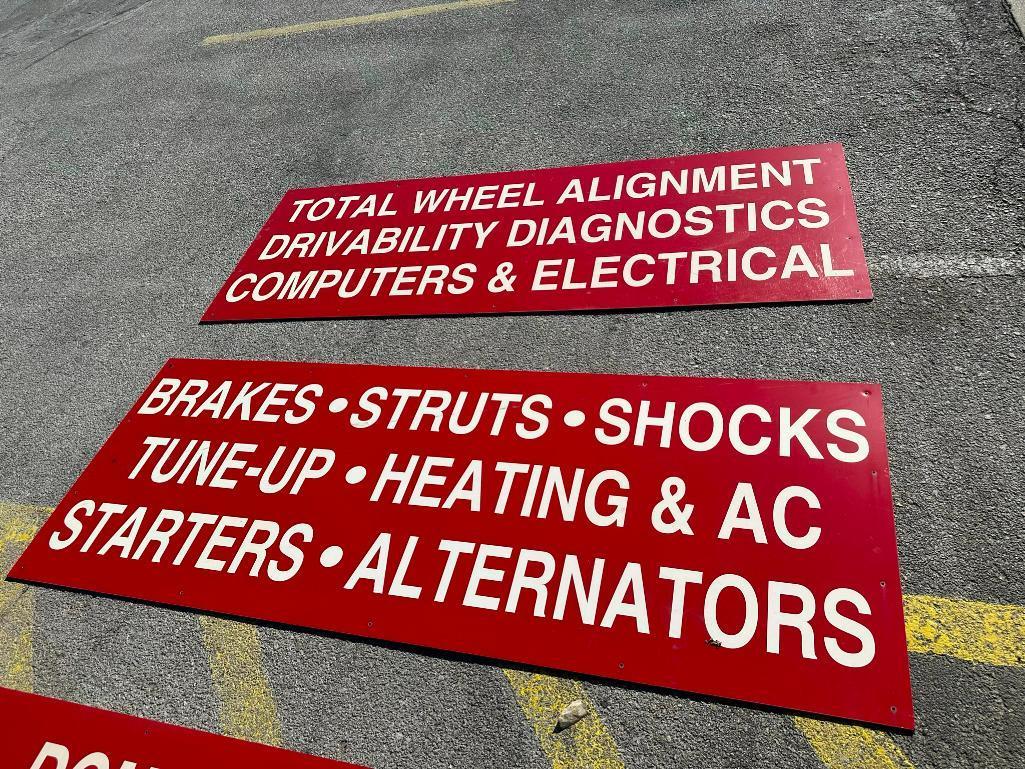 TOTAL WHEEL ALIGNMENT
DRIVABILITY DIAGNOSTICS
COMPUTERS & ELECTRICAL
BRAKES • STRUTS • SHOCKS
TUNE-UP • HEATING & AC
STARTERS • ALTERNATORS